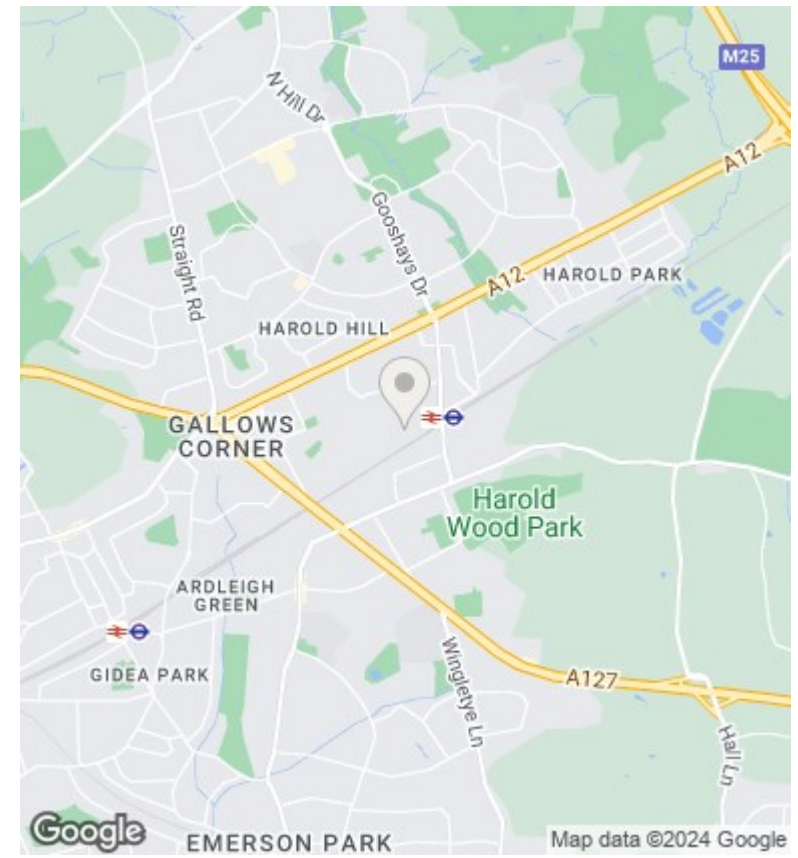 M25
N Hill Dr
A12
Gooshays Dr
Straight Rd
A12
HAROLD PARK
HAROLD HILL
GALLOWS
CORNER
Harold
Wood Park
ARDLEIGH
GREEN
GIDEA PARK
Wingletye Ln
A127
Hall Ln
Google
EMERSON PARK
Map data ©2024 Google